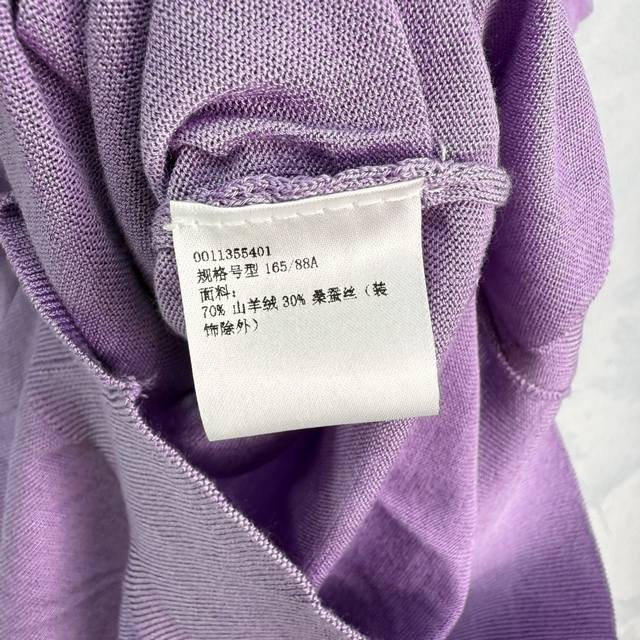 0011355401
规格号型 165/88A
面料：
70% 山羊绒 30% 桑蚕丝（装
饰除外）